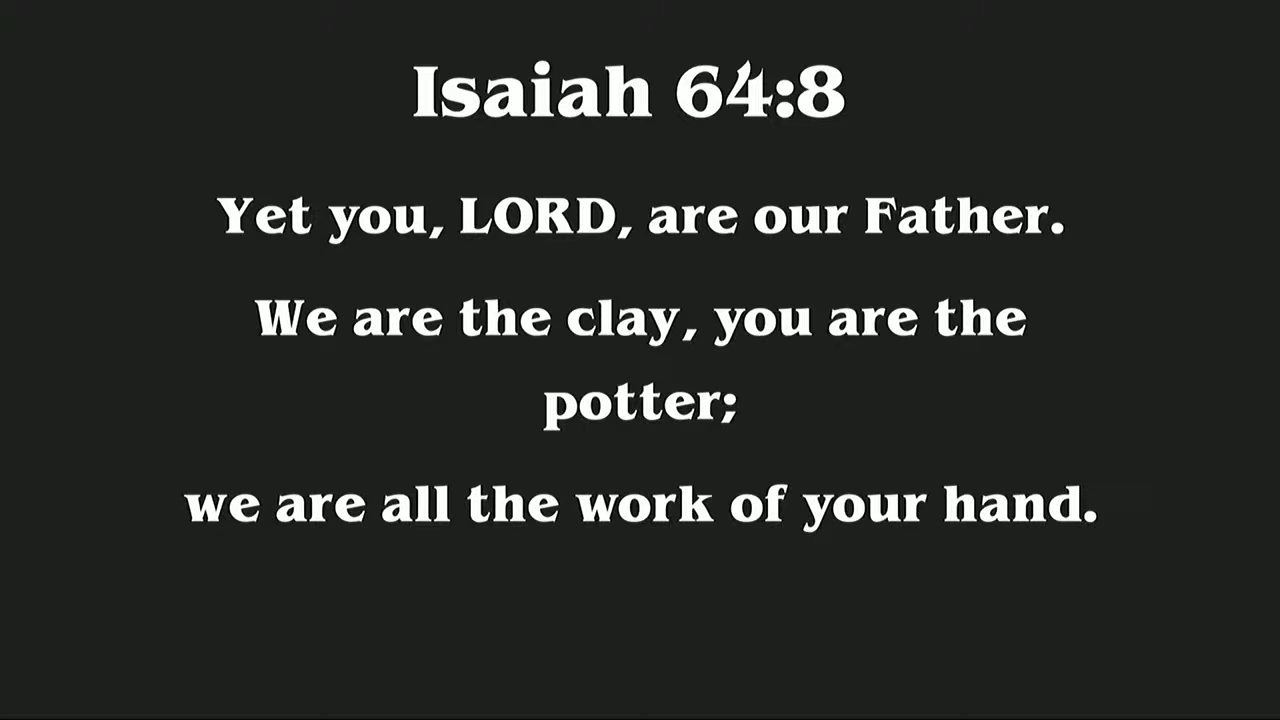 Isaiah 64:8
Yet you, LORD, are our Father.
We are the clay, you are the
potter;
we are all the work of your hand.